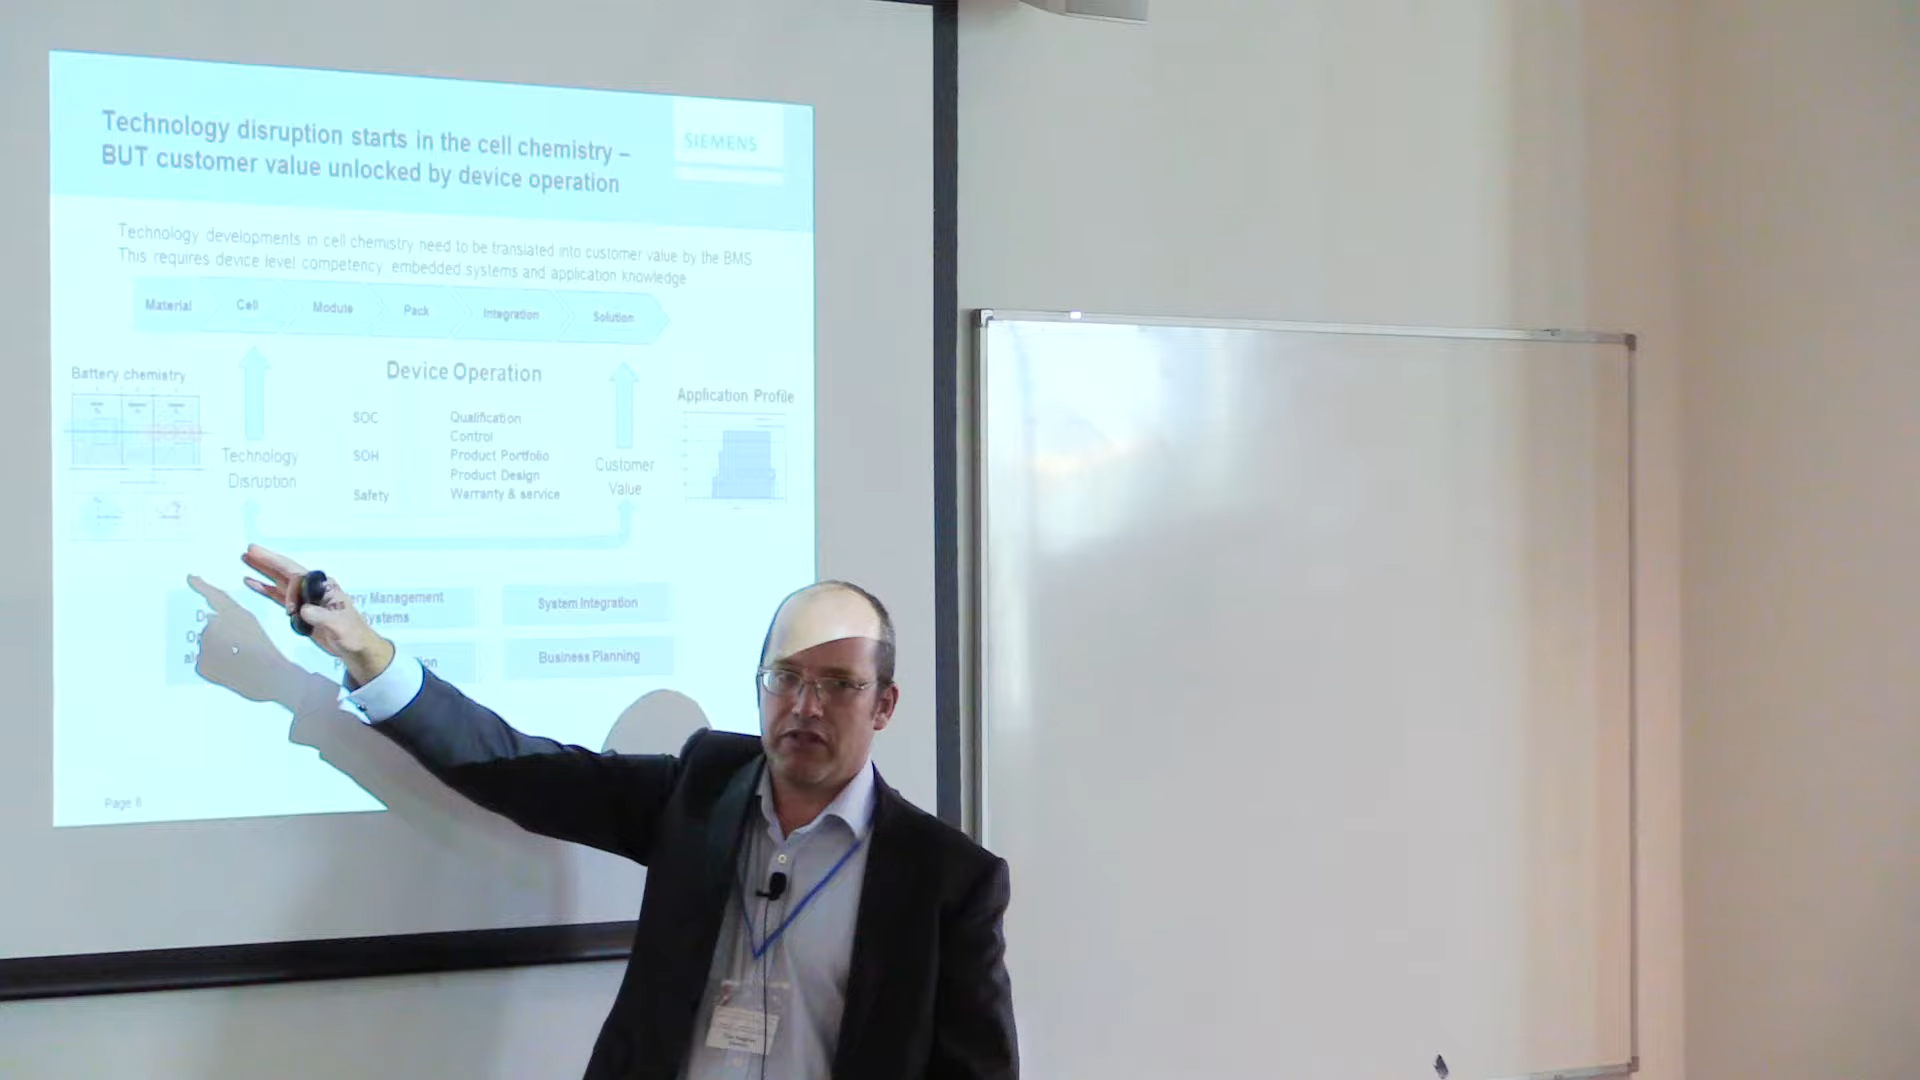 Technology disruption starts in the cell chemistry –
BUT customer value unlocked by device operation
SIEMENS
Technology developments in cell chemistry need to be translated into customer value by the BMS
This requires device level competency embedded systems and application knowledge
Material
Cell
Module
Pack
Integration
Solution
Battery chemistry
Device Operation
Application Profile
SOC
SOH
Safety
Qualification
Control
Product Portfolio
Product Design
Warranty & service
Technology
Disruption
Customer
Value
Management
Systems
System Integration
Business Planning
Page 6